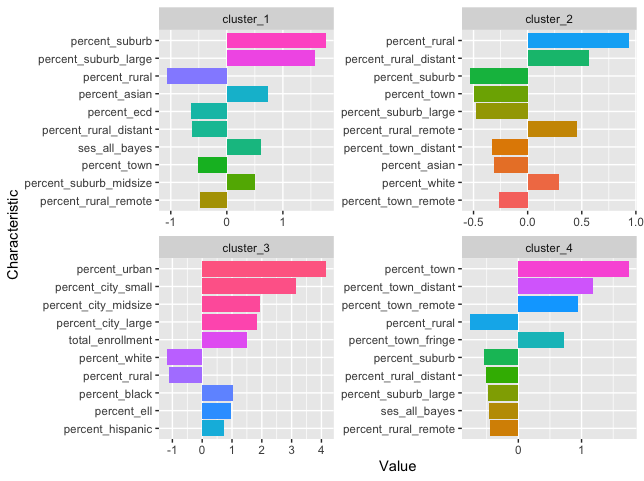 cluster_1
percent_suburb
percent_suburb_large
percent_rural
percent_asian
percent_ecd
percent_rural_distant
ses_all_bayes
percent_town
percent_suburb_midsize
percent_rural_remote
-1 0 1
cluster_2
percent_rural
percent_rural_distant
percent_suburb
percent_town
percent_suburb_large
percent_rural_remote
percent_town_distant
percent_asian
percent_white
percent_town_remote
-0.5 0.0 0.5 1.0
Characteristic
cluster_3
percent_urban
percent_city_small
percent_city_midsize
percent_city_large
total_enrollment
percent_white
percent_rural
percent_black
percent_ell
percent_hispanic
-1 0 1 2 3 4
cluster_4
percent_town
percent_town_distant
percent_town_remote
percent_rural
percent_town_fringe
percent_suburb
percent_rural_distant
percent_suburb_large
ses_all_bayes
percent_rural_remote
0 1
Value